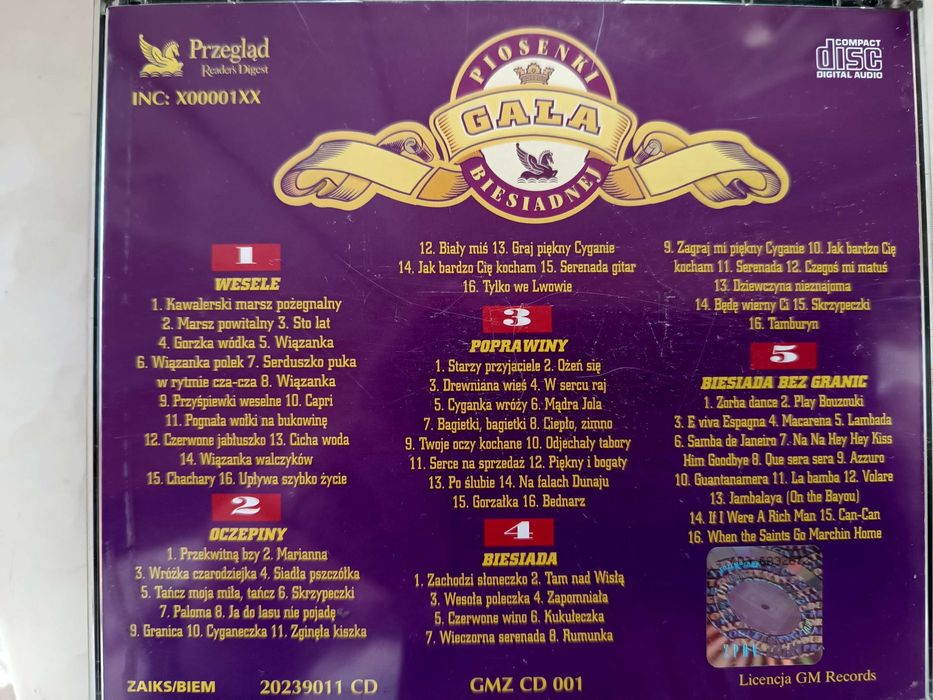 Przegląd
Reader's Digest
INC: X00001XX
PIOSENKI
GALA
BIESIADNEJ
COMPACT
disc
DIGITAL AUDIO
1
WESELE
1. Kawalerski marsz pożegnalny
2. Marsz powitalny 3. Sto lat
4. Gorzka wódka 5. Wiązanka
6. Wiązanka polek 7. Serduszko puka
w rytmie cza-cza 8. Wiązanka
9. Przyśpiewki weselne 10. Capri
11. Pognała wołki na bukowinę
12. Czerwone jabłuszko 13. Cicha woda
14. Wiązanka walczyków
15. Chachary 16. Upływa szybko życie
2
OCZEPINY
1. Przekwitną bzy 2. Marianna
3. Wróżka czarodziejka 4. Siadła pszczółka
5. Tańcz moja miła, tańcz 6. Skrzypeczki
7. Paloma 8. Ja do lasu nie pojadę
9. Granica 10. Cyganeczka 11. Zginęła kiszka
12. Biały miś 13. Graj piękny Cyganie
14. Jak bardzo Cię kocham 15. Serenada gitar
16. Tylko we Lwowie
3
POPRAWINY
1. Starzy przyjaciele 2. Ożeń się
3. Drewniana wieś 4. W sercu raj
5. Cyganka wróży 6. Mądra Jola
7. Bagietki, bagietki 8. Ciepło, zimno
9. Twoje oczy kochane 10. Odjechały tabory
11. Serce na sprzedaż 12. Piękny i bogaty
13. Po ślubie 14. Na falach Dunaju
15. Gorzałka 16. Bednarz
4
BIESIADA
1. Zachodzi słoneczko 2. Tam nad Wisłą
3. Wesoła poleczka 4. Zapomniała
5. Czerwone wino 6. Kukułeczka
7. Wieczorna serenada 8. Rumunka
9. Zagraj mi piękny Cyganie 10. Jak bardzo Cię
kocham 11. Serenada 12. Czegoś mi matuś
13. Dziewczyna nieznajoma
14. Będę wierny Ci 15. Skrzypeczki
16. Tamburyn
5
BIESIADA BEZ GRANIC
1. Zorba dance 2. Play Bouzouki
3. E viva Espagna 4. Macarena 5. Lambada
6. Samba de Janeiro 7. Na Na Hey Hey Kiss
Him Goodbye 8. Que sera sera 9. Azzuro
10. Guantanamera 11. La bamba 12. Volare
13. Jambalaya (On the Bayou)
14. If I Were A Rich Man 15. Can-Can
16. When the Saints Go Marchin Home
ZAIKS/BIEM
20239011 CD
GMZ CD 001
Licencja GM Records